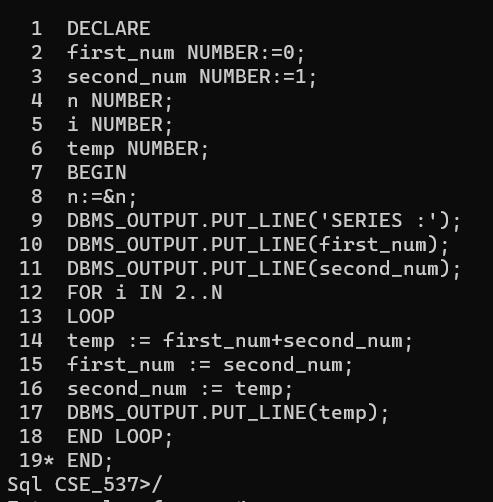 1 DECLARE
2 first_num NUMBER:=0;
3 second_num NUMBER:=1;
4 n NUMBER;
5 i NUMBER;
6 temp NUMBER;
7 BEGIN
8 n:=&n;
9 DBMS_OUTPUT.PUT_LINE('SERIES :');
10 DBMS_OUTPUT.PUT_LINE(first_num);
11 DBMS_OUTPUT.PUT_LINE(second_num);
12 FOR i IN 2..N
13 LOOP
14 temp := first_num+second_num;
15 first_num := second_num;
16 second_num := temp;
17 DBMS_OUTPUT.PUT_LINE(temp);
18 END LOOP;
19* END;
Sql CSE_537>/